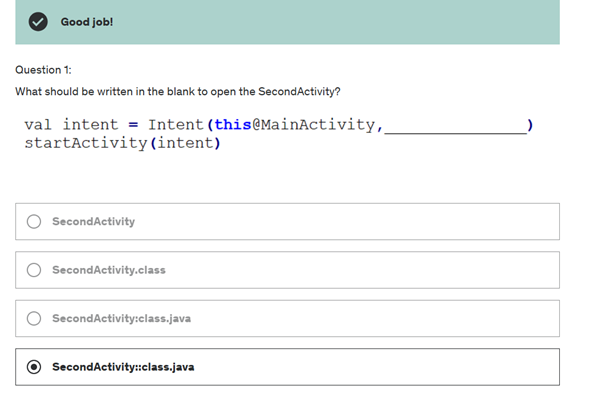 Good job!
Question 1:
What should be written in the blank to open the SecondActivity?
val intent = Intent(this@MainActivity,_______________)
startActivity(intent)
SecondActivity
SecondActivity.class
SecondActivity:class.java
SecondActivity::class.java